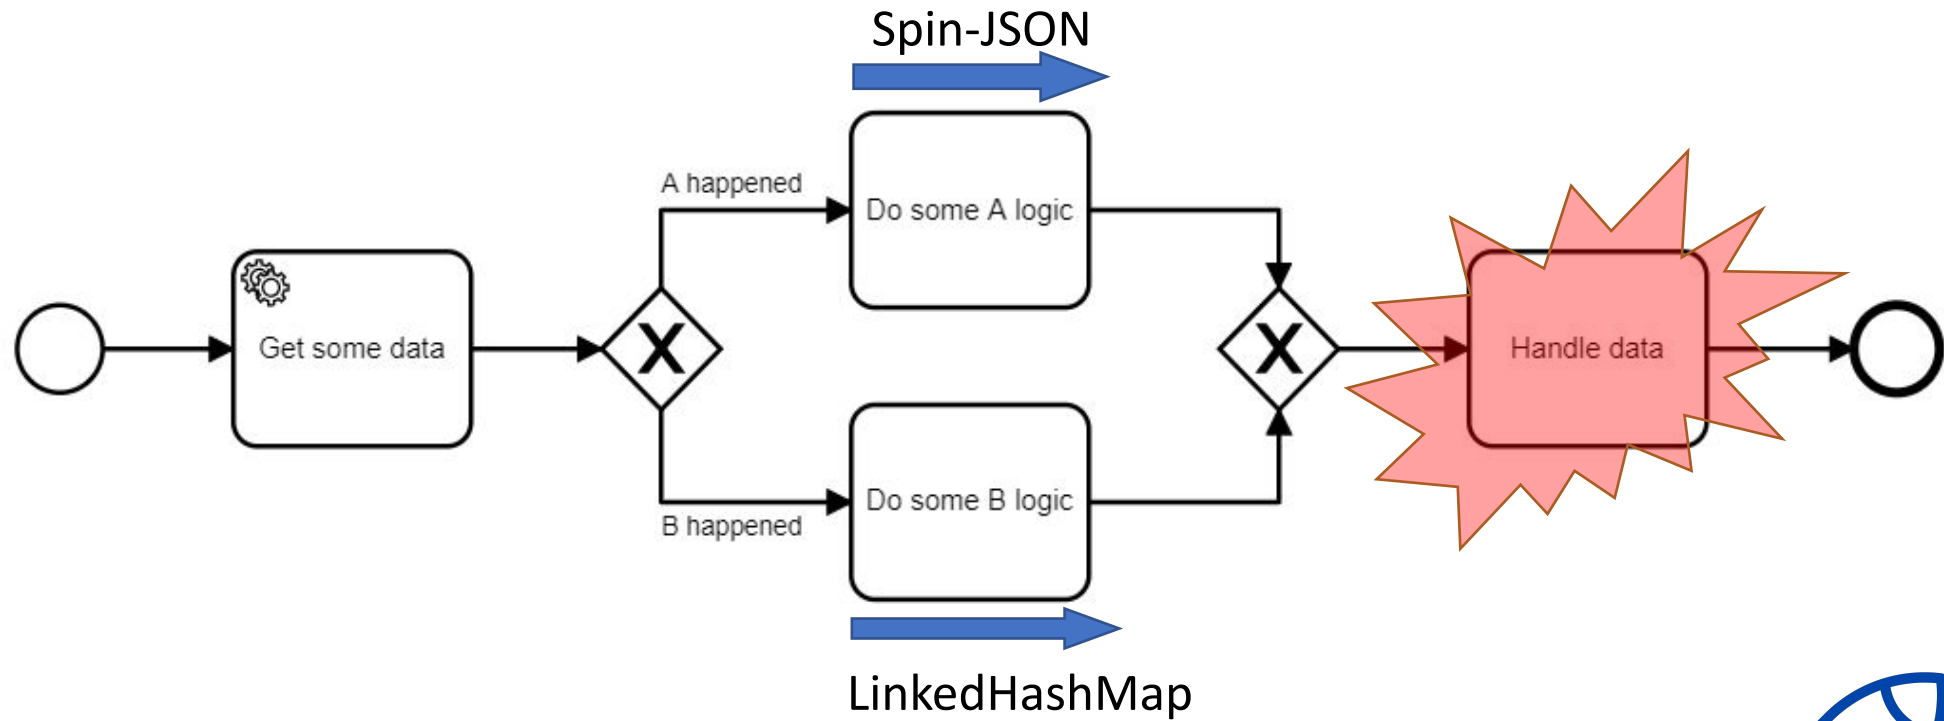 Spin-JSON
A happened
Do some A logic
Get some data
X
X
Handle data
B happened
Do some B logic
LinkedHashMap